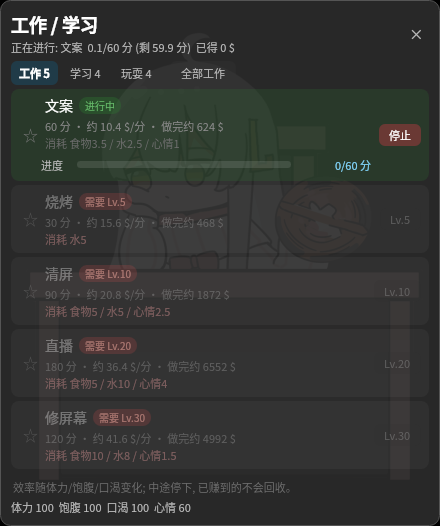 工作 / 学习
×
正在进行: 文案 0.1/60 分 (剩 59.9 分) 已得 0 $
工作 5 学习 4 玩耍 4 全部工作
文案 进行中
60 分 · 约 10.4 $/分 · 做完约 624 $
停止
消耗 食物3.5 / 水2.5 / 心情1
进度 0/60 分
烧烤 需要 Lv.5
30 分 · 约 15.6 $/分 · 做完约 468 $
Lv.5
消耗 水5
清屏 需要 Lv.10
90 分 · 约 20.8 $/分 · 做完约 1872 $
Lv.10
消耗 食物5 / 水5 / 心情2.5
直播 需要 Lv.20
180 分 · 约 36.4 $/分 · 做完约 6552 $
Lv.20
消耗 食物5 / 水10 / 心情4
修屏幕 需要 Lv.30
120 分 · 约 41.6 $/分 · 做完约 4992 $
Lv.30
消耗 食物10 / 水8 / 心情1.5
效率随体力/饱腹/口渴变化; 中途停下, 已赚到的不会回收。
体力 100 饱腹 100 口渴 100 心情 60